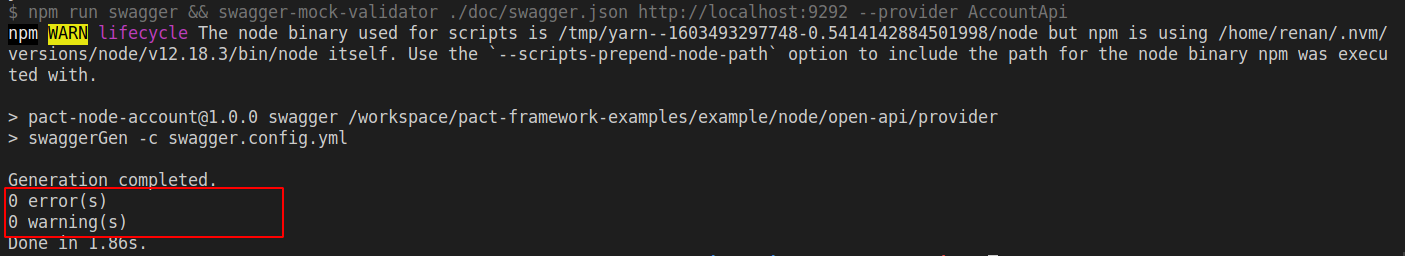 $ npm run swagger && swagger-mock-validator ./doc/swagger.json http://localhost:9292 --provider AccountApi
npm WARN lifecycle The node binary used for scripts is /tmp/yarn--1603493297748-0.5414142884501998/node but npm is using /home/renan/.nvm/
versions/node/v12.18.3/bin/node itself. Use the `--scripts-prepend-node-path` option to include the path for the node binary npm was execu
ted with.
> pact-node-account@1.0.0 swagger /workspace/pact-framework-examples/example/node/open-api/provider
> swaggerGen -c swagger.config.yml
Generation completed.
0 error(s)
0 warning(s)
Done in 1.86s.